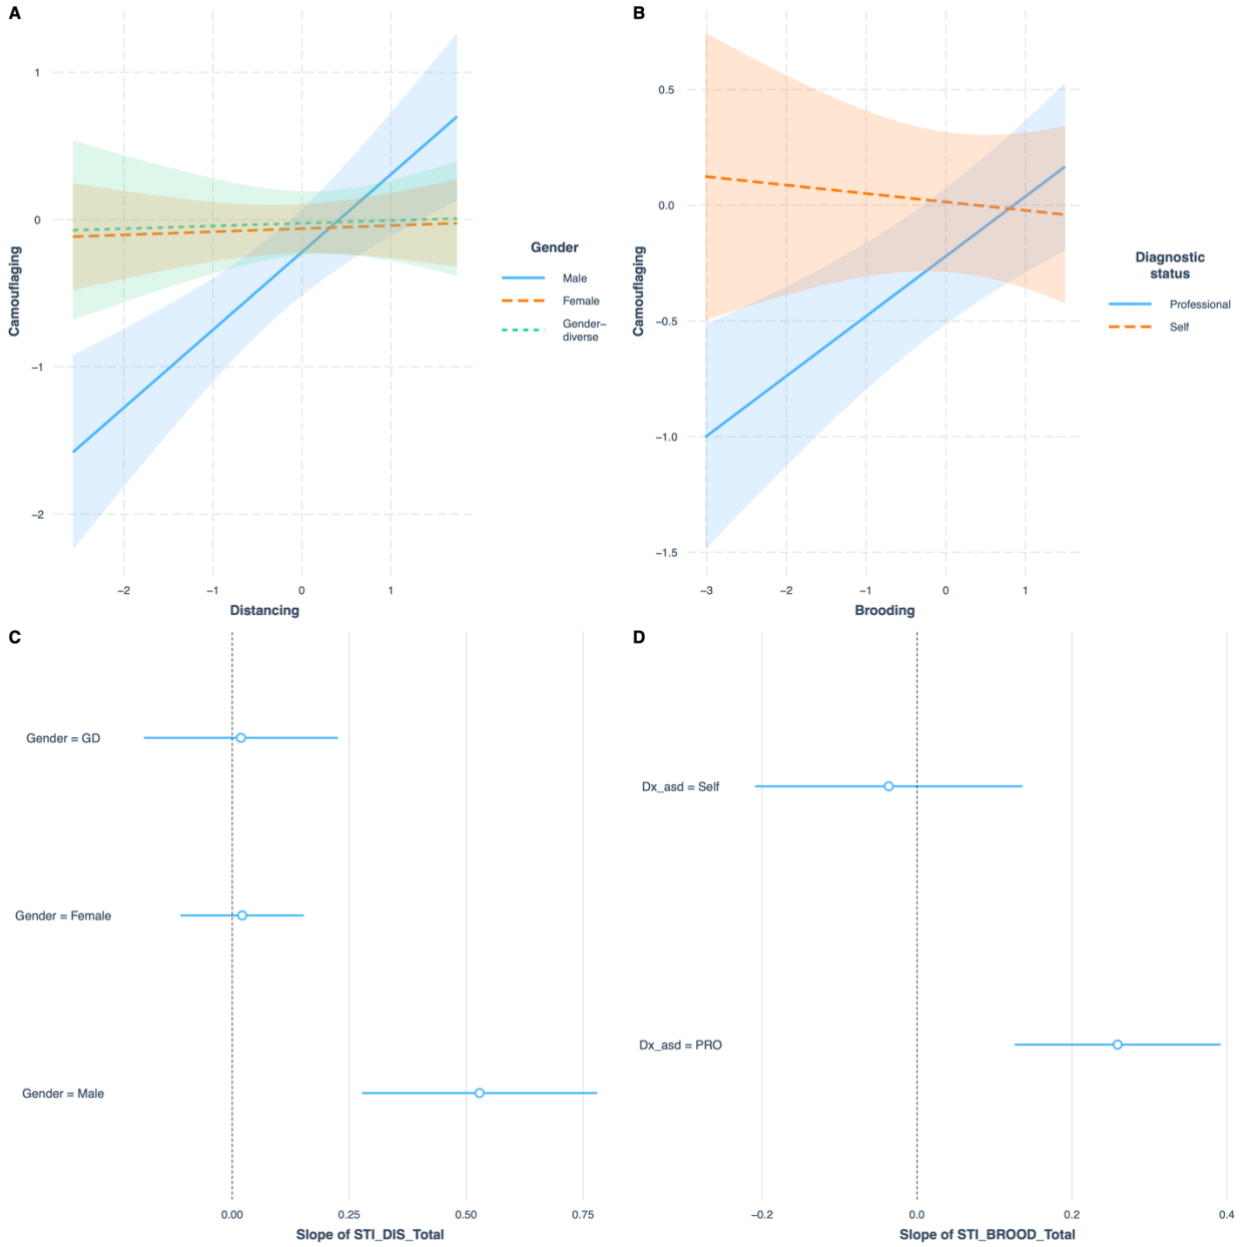 A
1
0
−1
−2
Camouflaging
−2
−1
0
1
Distancing
Gender
Male
Female
Gender−
diverse
B
0.5
0.0
−0.5
−1.0
−1.5
Camouflaging
−3
−2
−1
0
1
Brooding
Diagnostic
status
Professional
Self
C
Gender = GD
Gender = Female
Gender = Male
0.00
0.25
0.50
0.75
Slope of STI_DIS_Total
D
Dx_asd = Self
Dx_asd = PRO
−0.2
0.0
0.2
0.4
Slope of STI_BROOD_Total